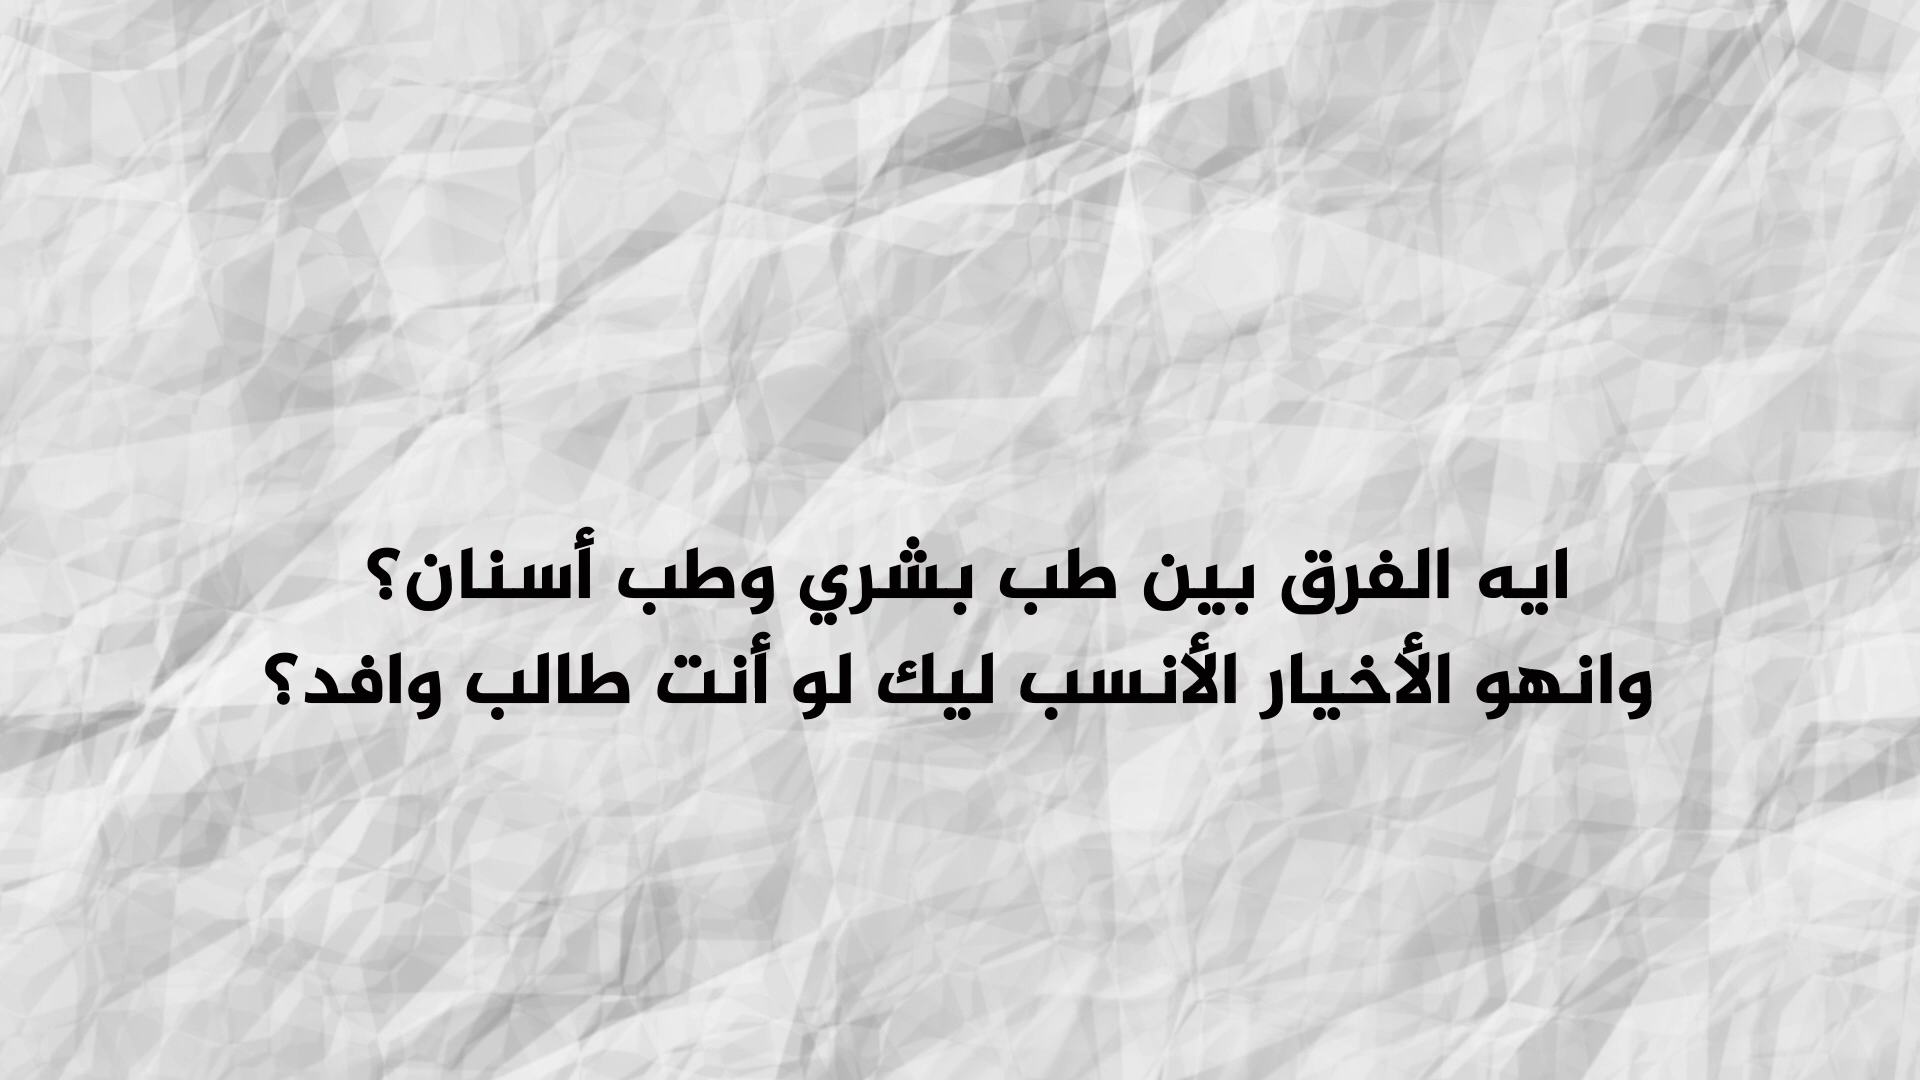 ايه الفرق بين طب بشري وطب أسنان؟
وانهو الأخيار الأنسب ليك لو أنت طالب وافد؟